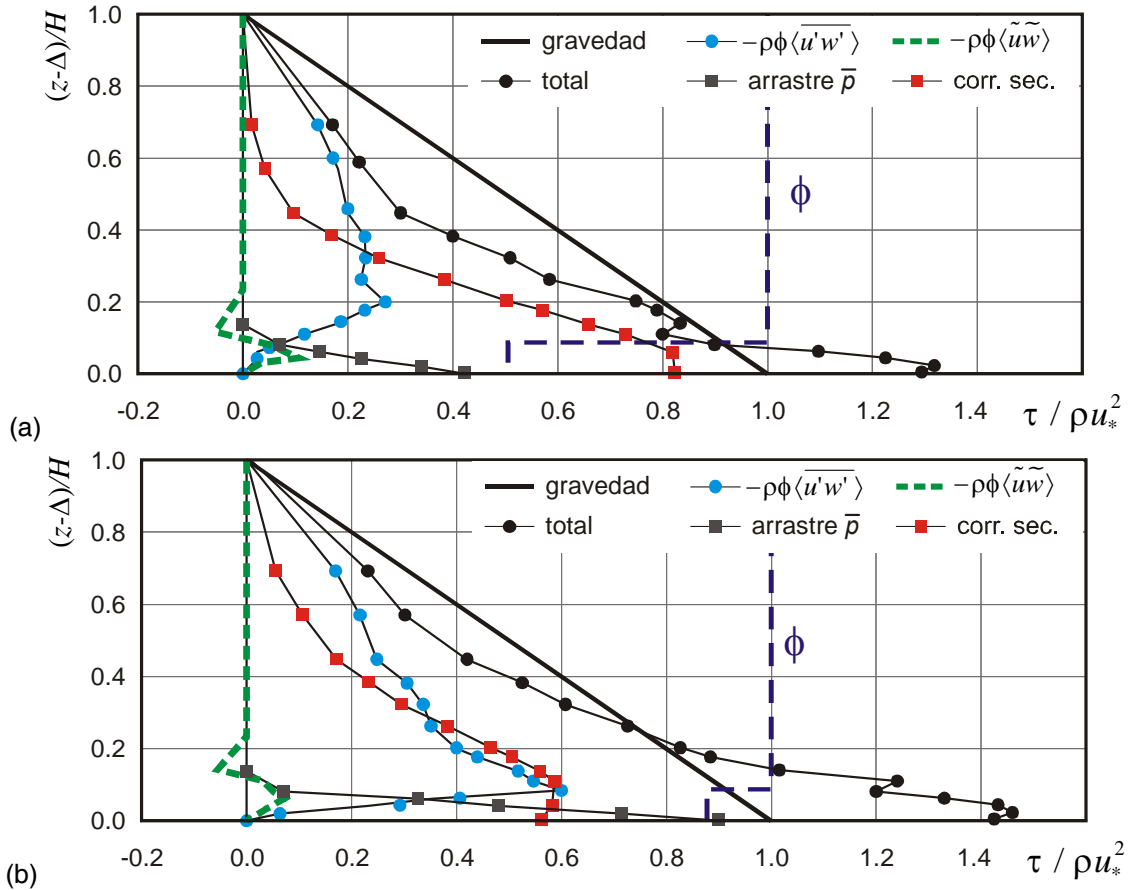 (z-Δ)/H
1.0
0.8
0.6
0.4
0.2
0.0
gravedad
−ρϕ⟨u'w'⟩
−ρϕ⟨ũw̃⟩
total
arrastre p̅
corr. sec.
ϕ
-0.2 0.0 0.2 0.4 0.6 0.8 1.0 1.2 1.4
τ / ρu*²
(a)
(z-Δ)/H
1.0
0.8
0.6
0.4
0.2
0.0
gravedad
−ρϕ⟨u'w'⟩
−ρϕ⟨ũw̃⟩
total
arrastre p̅
corr. sec.
ϕ
-0.2 0.0 0.2 0.4 0.6 0.8 1.0 1.2 1.4
τ / ρu*²
(b)